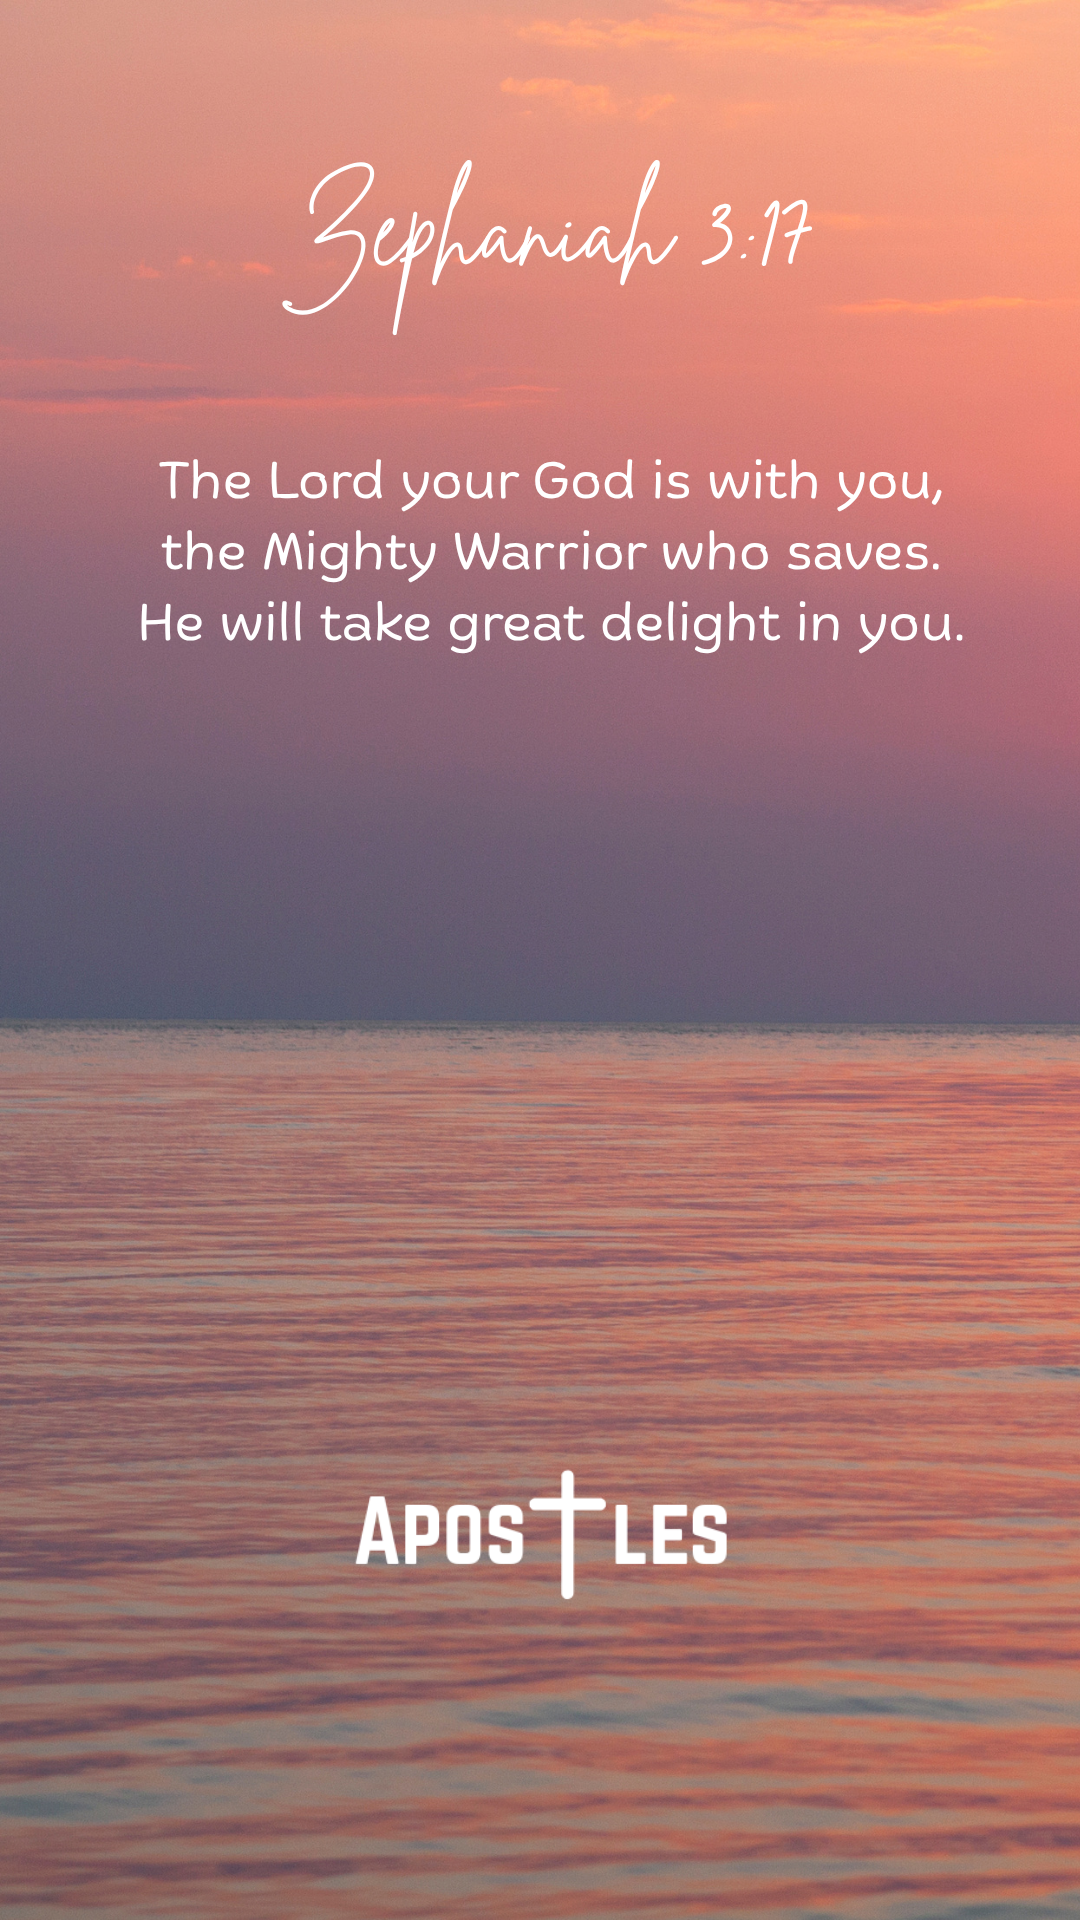 Zephaniah 3:17
The Lord your God is with you,
the Mighty Warrior who saves.
He will take great delight in you.
APOSTLES